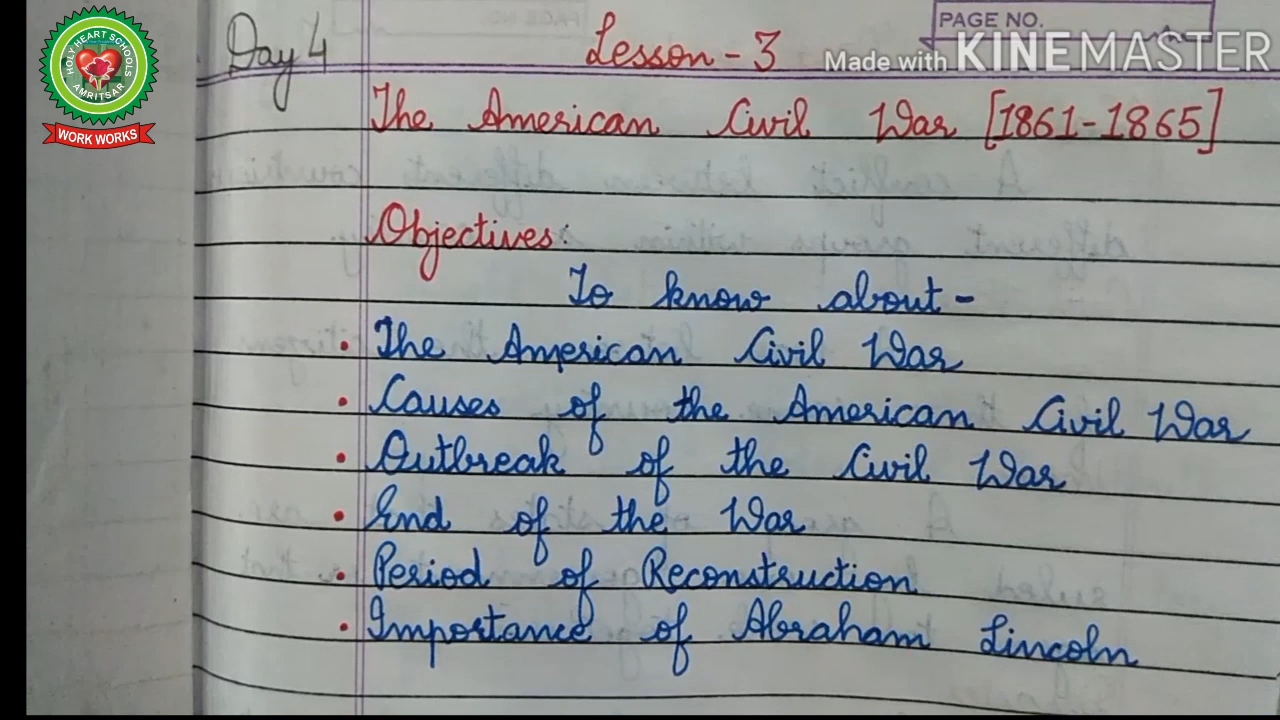 HOLY HEART SCHOOLS
AMRITSAR
WORK WORKS
Day 4
Lesson - 3
PAGE NO.
Made with KINEMASTER
The American Civil War [1861-1865]
Objectives:
To know about -
• The American Civil War
• Causes of the American Civil War
• Outbreak of the Civil War
• End of the War
• Period of Reconstruction
• Importance of Abraham Lincoln